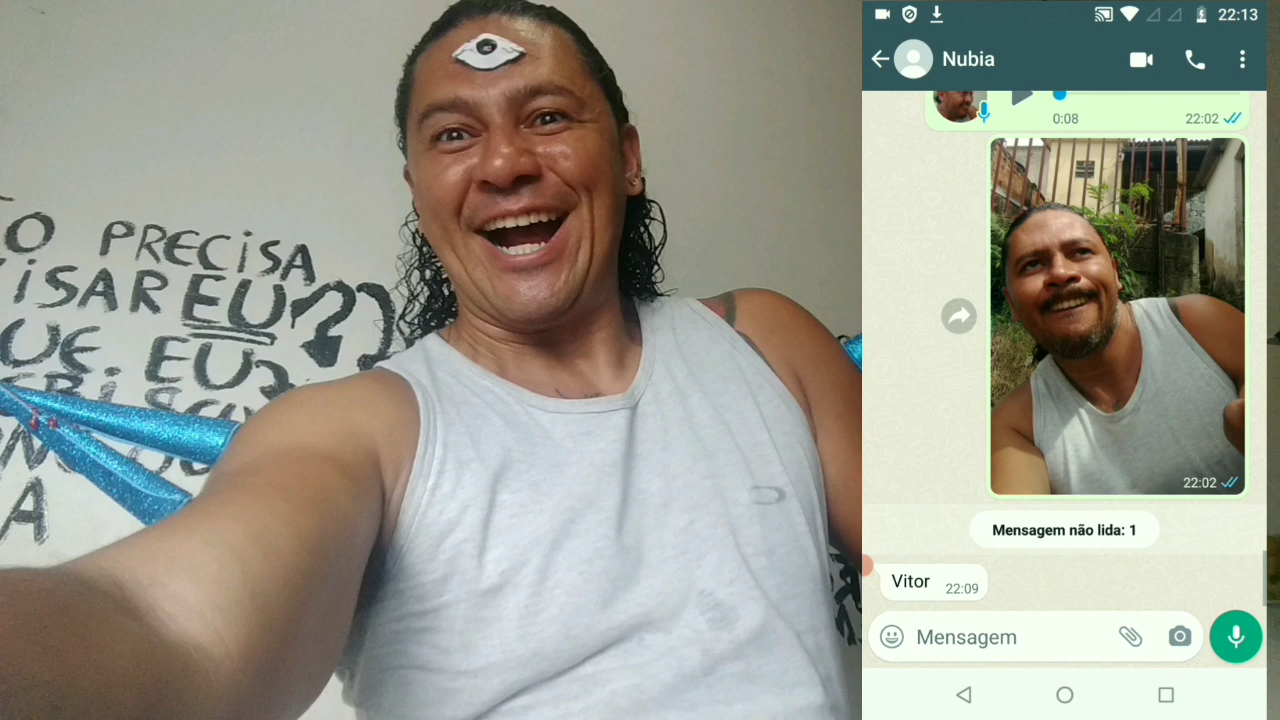 O PRECISA
ISAR EU
UE. EU
A
22:13
Nubia
0:08
22:02
22:02
Mensagem não lida: 1
Vitor
22:09
Mensagem